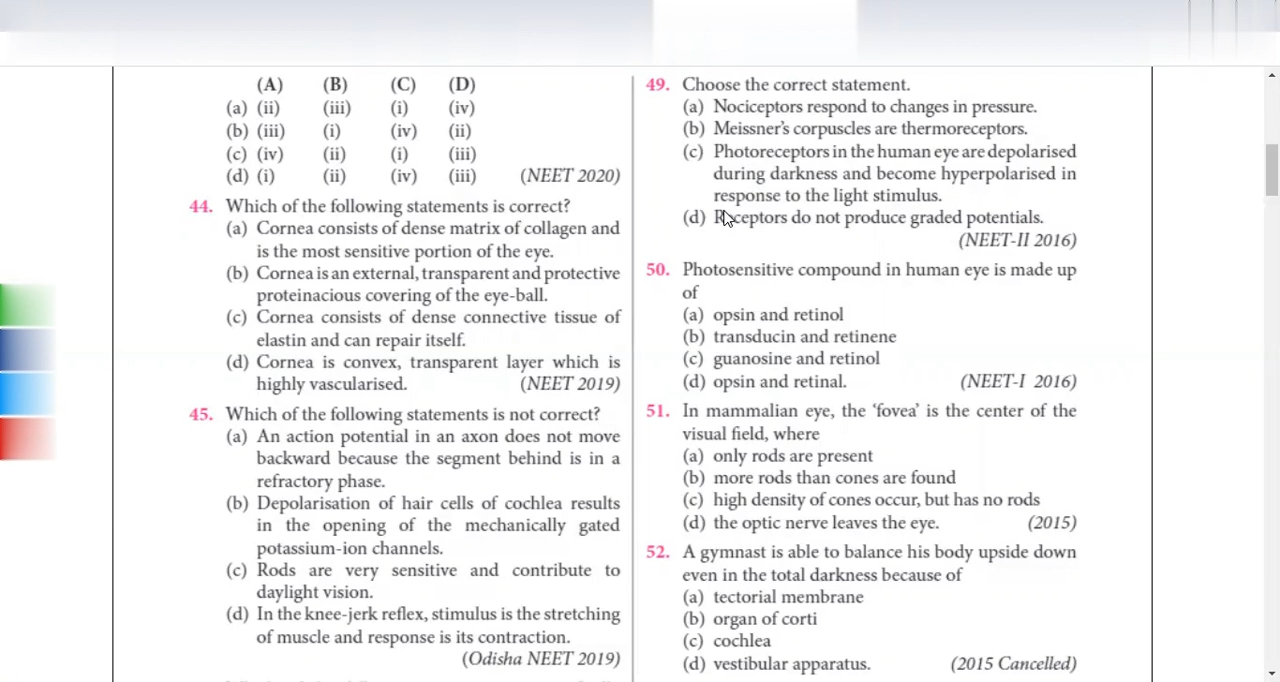 (A) (B) (C) (D)
(a) (ii) (iii) (i) (iv)
(b) (iii) (i) (iv) (ii)
(c) (iv) (ii) (i) (iii)
(d) (i) (ii) (iv) (iii) (NEET 2020)
44. Which of the following statements is correct?
(a) Cornea consists of dense matrix of collagen and
is the most sensitive portion of the eye.
(b) Cornea is an external, transparent and protective
proteinacious covering of the eye-ball.
(c) Cornea consists of dense connective tissue of
elastin and can repair itself.
(d) Cornea is convex, transparent layer which is
highly vascularised. (NEET 2019)
45. Which of the following statements is not correct?
(a) An action potential in an axon does not move
backward because the segment behind is in a
refractory phase.
(b) Depolarisation of hair cells of cochlea results
in the opening of the mechanically gated
potassium-ion channels.
(c) Rods are very sensitive and contribute to
daylight vision.
(d) In the knee-jerk reflex, stimulus is the stretching
of muscle and response is its contraction.
(Odisha NEET 2019)
49. Choose the correct statement.
(a) Nociceptors respond to changes in pressure.
(b) Meissner's corpuscles are thermoreceptors.
(c) Photoreceptors in the human eye are depolarised
during darkness and become hyperpolarised in
response to the light stimulus.
(d) Receptors do not produce graded potentials.
(NEET-II 2016)
50. Photosensitive compound in human eye is made up
of
(a) opsin and retinol
(b) transducin and retinene
(c) guanosine and retinol
(d) opsin and retinal. (NEET-I 2016)
51. In mammalian eye, the 'fovea' is the center of the
visual field, where
(a) only rods are present
(b) more rods than cones are found
(c) high density of cones occur, but has no rods
(d) the optic nerve leaves the eye. (2015)
52. A gymnast is able to balance his body upside down
even in the total darkness because of
(a) tectorial membrane
(b) organ of corti
(c) cochlea
(d) vestibular apparatus. (2015 Cancelled)